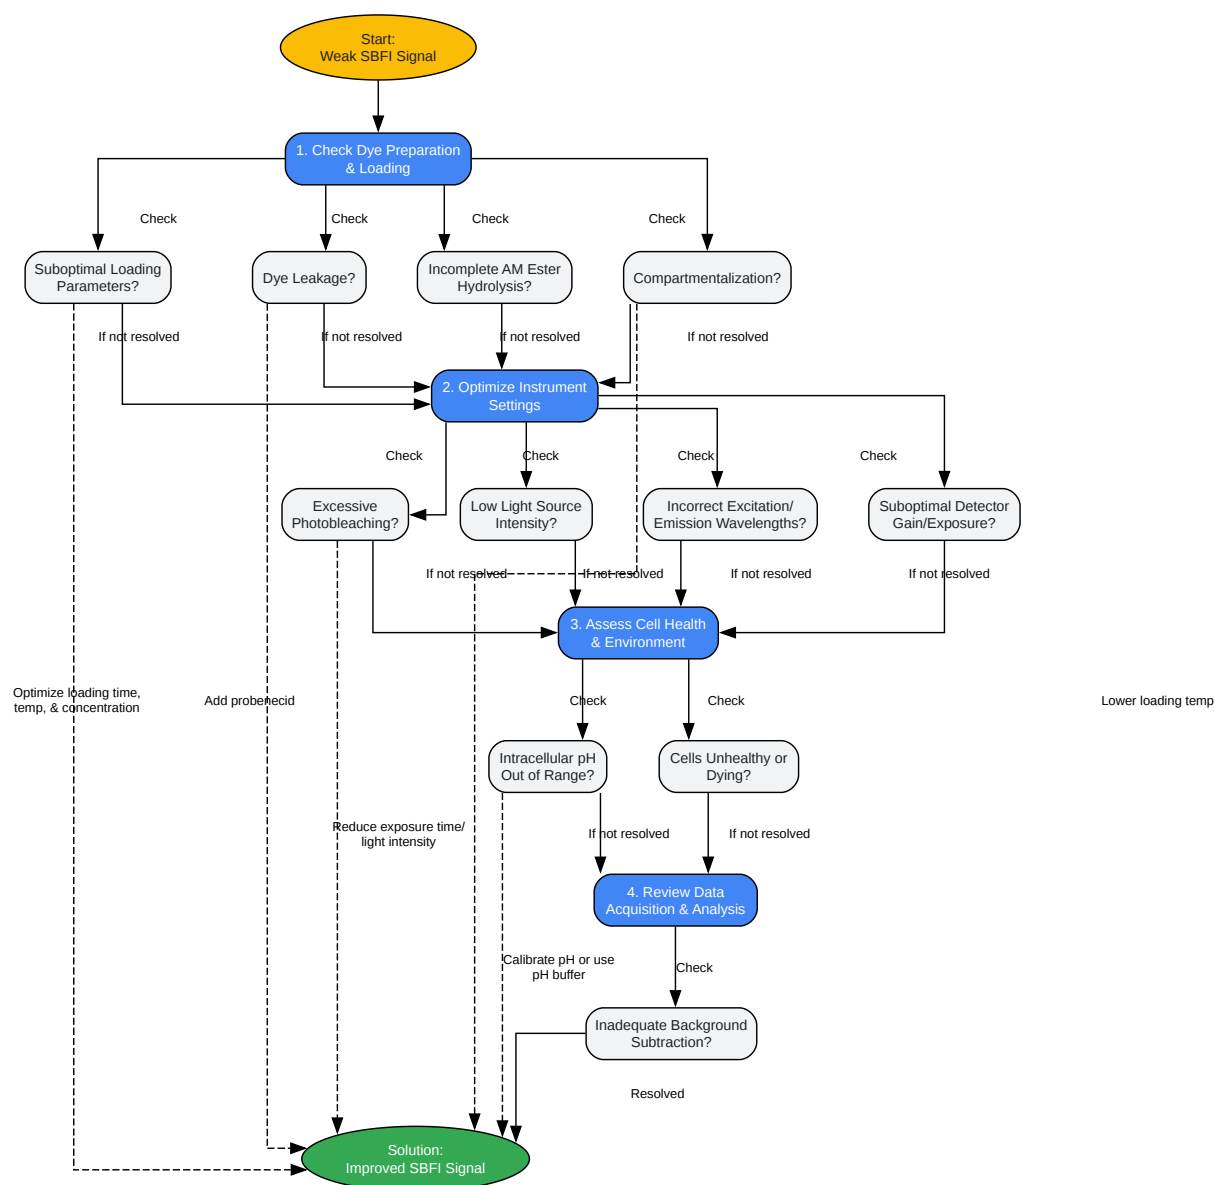 Start:
Weak SBFI Signal
1. Check Dye Preparation
& Loading
Check
Check
Check
Check
Suboptimal Loading
Parameters?
Dye Leakage?
Incomplete AM Ester
Hydrolysis?
Compartmentalization?
If not resolved
If not resolved
If not resolved
If not resolved
2. Optimize Instrument
Settings
Check
Check
Check
Check
Excessive
Photobleaching?
Low Light Source
Intensity?
Incorrect Excitation/
Emission Wavelengths?
Suboptimal Detector
Gain/Exposure?
If not resolved
If not resolved
If not resolved
If not resolved
3. Assess Cell Health
& Environment
Optimize loading time,
temp, & concentration
Add probenecid
Check
Check
Lower loading temp
Intracellular pH
Out of Range?
Cells Unhealthy or
Dying?
Reduce exposure time/
light intensity
If not resolved
If not resolved
4. Review Data
Acquisition & Analysis
Calibrate pH or use
pH buffer
Check
Inadequate Background
Subtraction?
Resolved
Solution:
Improved SBFI Signal